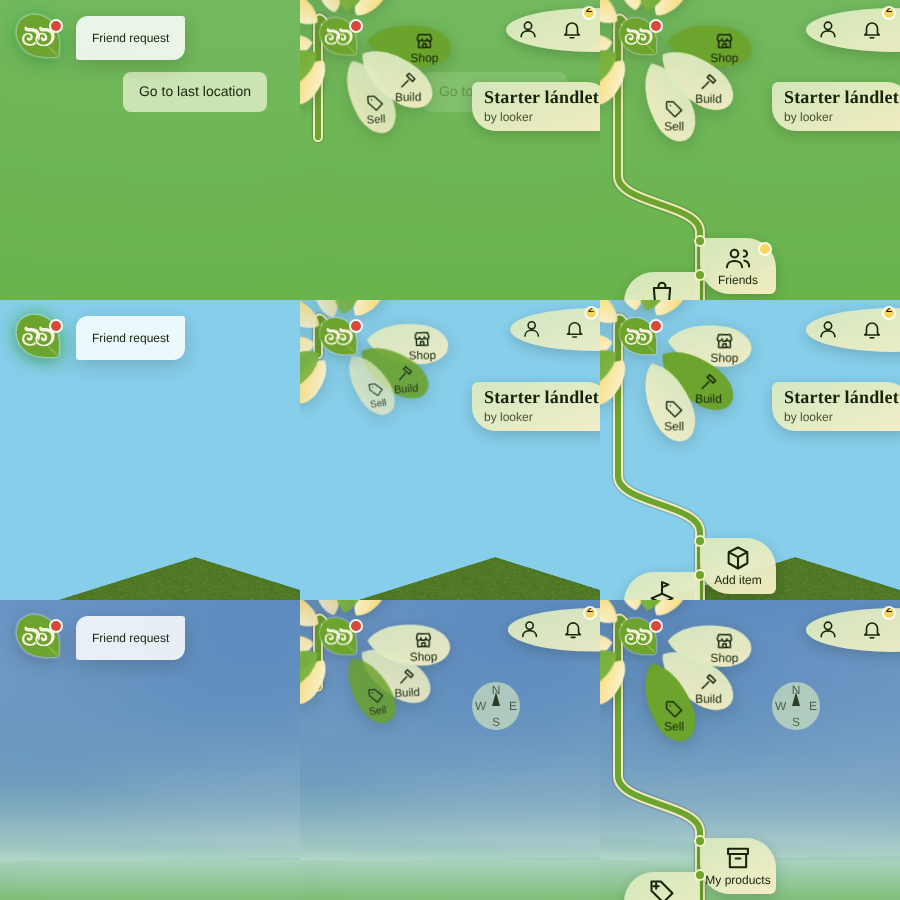 Friend request
Go to last location
Shop
Build
Sell
Go to
Starter lándlet
by looker
Shop
Build
Sell
Starter lándlet
by looker
Friends
Friend request
Shop
Build
Sell
Starter lándlet
by looker
Shop
Build
Sell
Starter lándlet
by looker
Add item
Friend request
Shop
Build
Sell
N
W E
S
Shop
Build
Sell
N
W E
S
My products